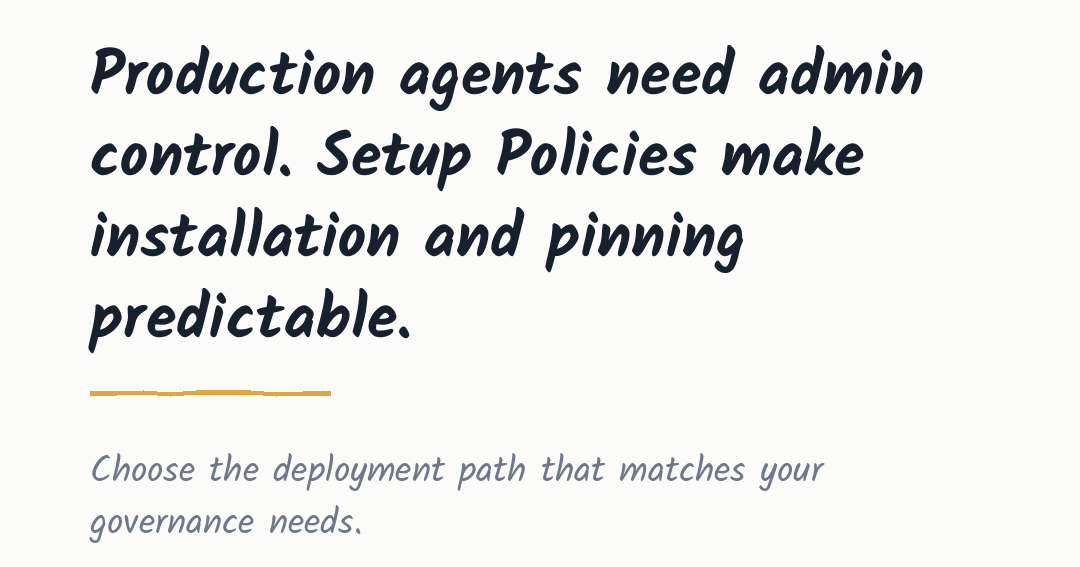 Production agents need admin
control. Setup Policies make
installation and pinning
predictable.
Choose the deployment path that matches your
governance needs.